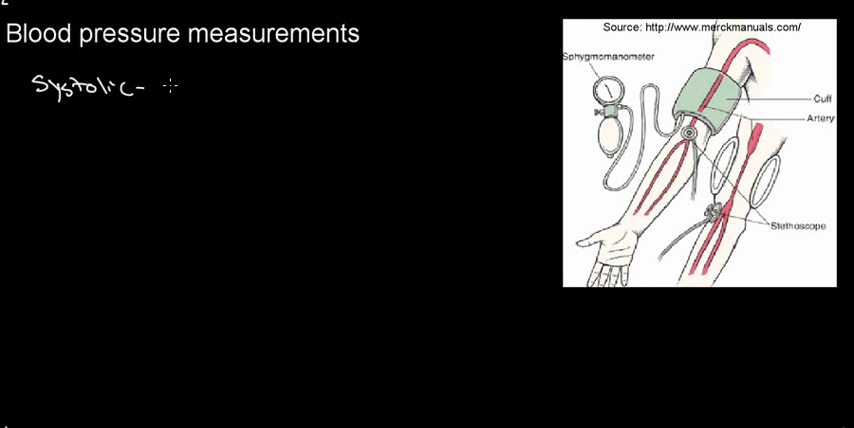 Blood pressure measurements
Systolic-
Source: http://www.merckmanuals.com/
Sphygmomanometer
Cuff
Artery
Stethoscope